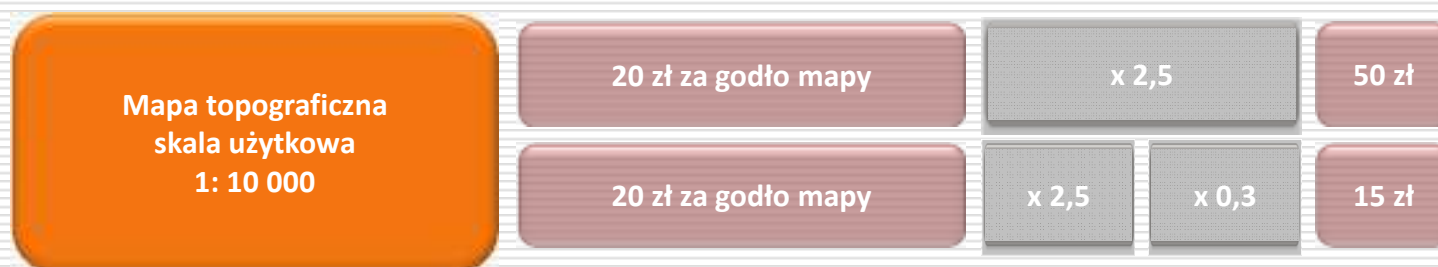 Mapa topograficzna
skala użytkowa
1: 10 000
20 zł za godło mapy
x 2,5
50 zł
20 zł za godło mapy
x 2,5
x 0,3
15 zł